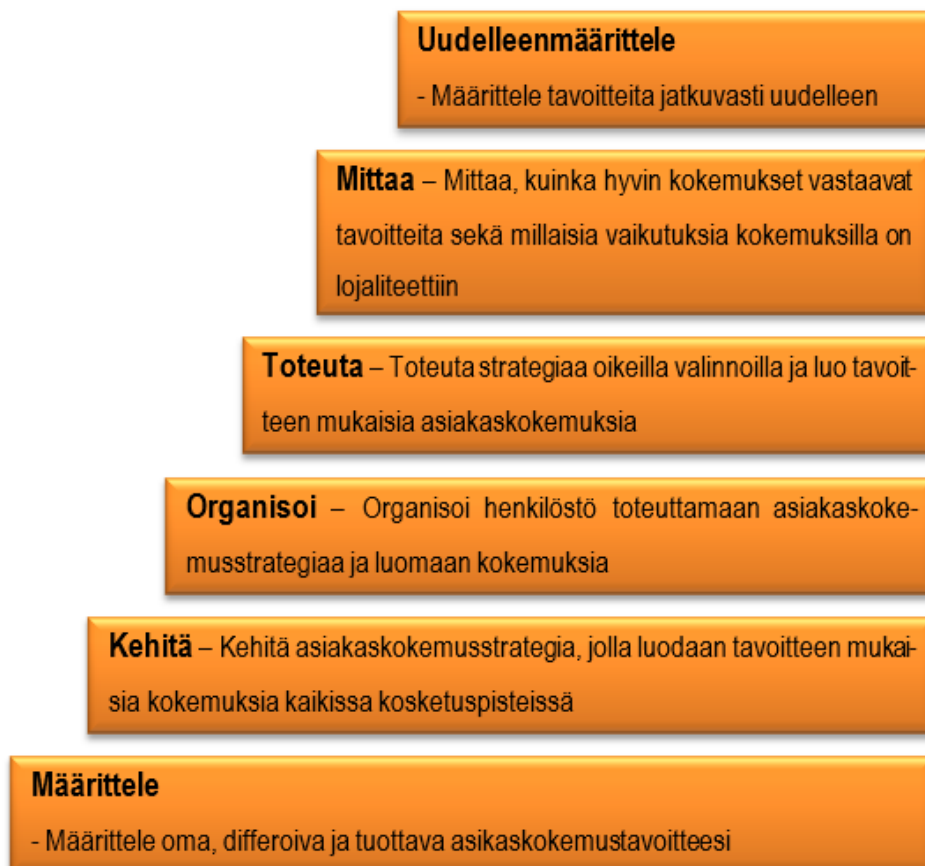 Uudelleenmäärittele
- Määrittele tavoitteita jatkuvasti uudelleen
Mittaa – Mittaa, kuinka hyvin kokemukset vastaavat
tavoitteita sekä millaisia vaikutuksia kokemuksilla on
lojaliteettiin
Toteuta – Toteuta strategiaa oikeilla valinnoilla ja luo tavoit-
teen mukaisia asiakaskokemuksia
Organisoi – Organisoi henkilöstö toteuttamaan asiakaskoke-
musstrategiaa ja luomaan kokemuksia
Kehitä – Kehitä asiakaskokemusstrategia, jolla luodaan tavoitteen mukai-
sia kokemuksia kaikissa kosketuspisteissä
Määrittele
- Määrittele oma, differoiva ja tuottava asikaskokemustavoitteesi